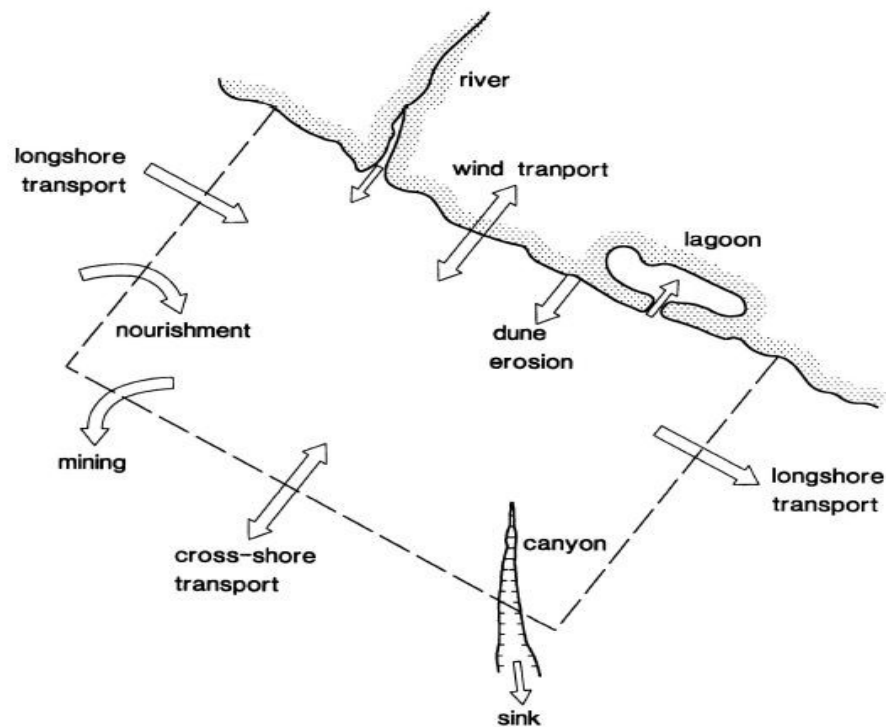 river
longshore
transport
wind tranport
lagoon
nourishment
dune
erosion
mining
longshore
transport
cross-shore
transport
canyon
sink